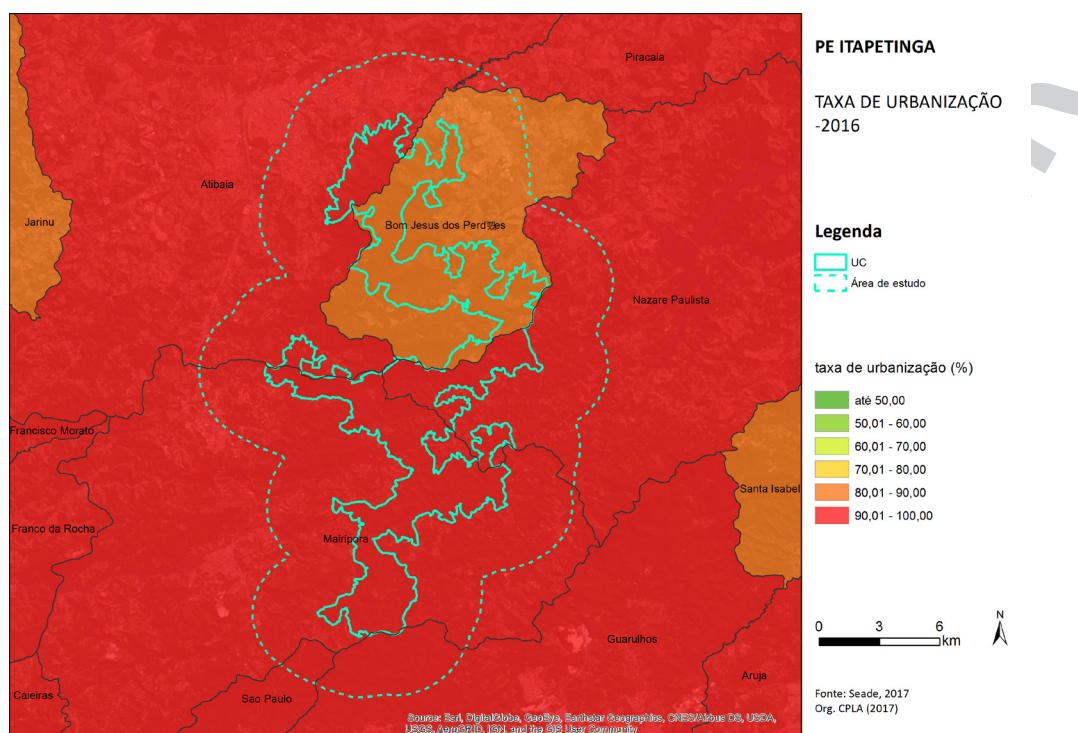 PE ITAPETINGA
TAXA DE URBANIZAÇÃO
-2016
Legenda
UC
Área de estudo
taxa de urbanização (%)
até 50,00
50,01 - 60,00
60,01 - 70,00
70,01 - 80,00
80,01 - 90,00
90,01 - 100,00
0 3 6
km
N
Fonte: Seade, 2017
Org. CPLA (2017)
Piracaia
Atibaia
Jarinu
Bom Jesus dos
Nazare Paulista
Francisco Morato
Santa Isabel
Franco da Rocha
Mairipora
Guarulhos
Aruja
Caieiras
Sao Paulo
Source: Esri, DigitalGlobe, GeoEye, Earthstar Geographics, CNES/Airbus DS, USDA,
USGS, AeroGRID, IGN, and the GIS User Community